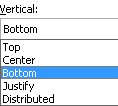 Vertical:
Bottom
Top
Center
Bottom
Justify
Distributed